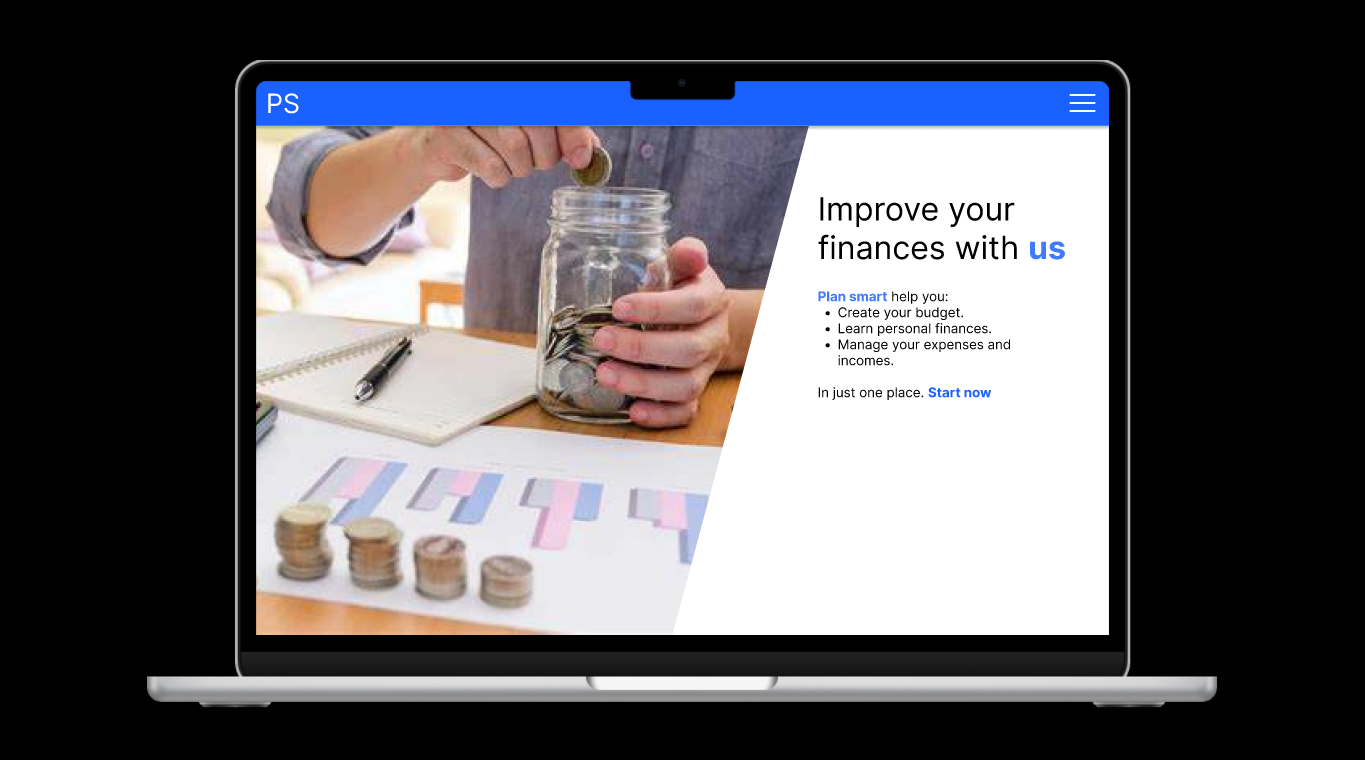 PS
Improve your
finances with us
Plan smart help you:
• Create your budget.
• Learn personal finances.
• Manage your expenses and
incomes.
In just one place. Start now